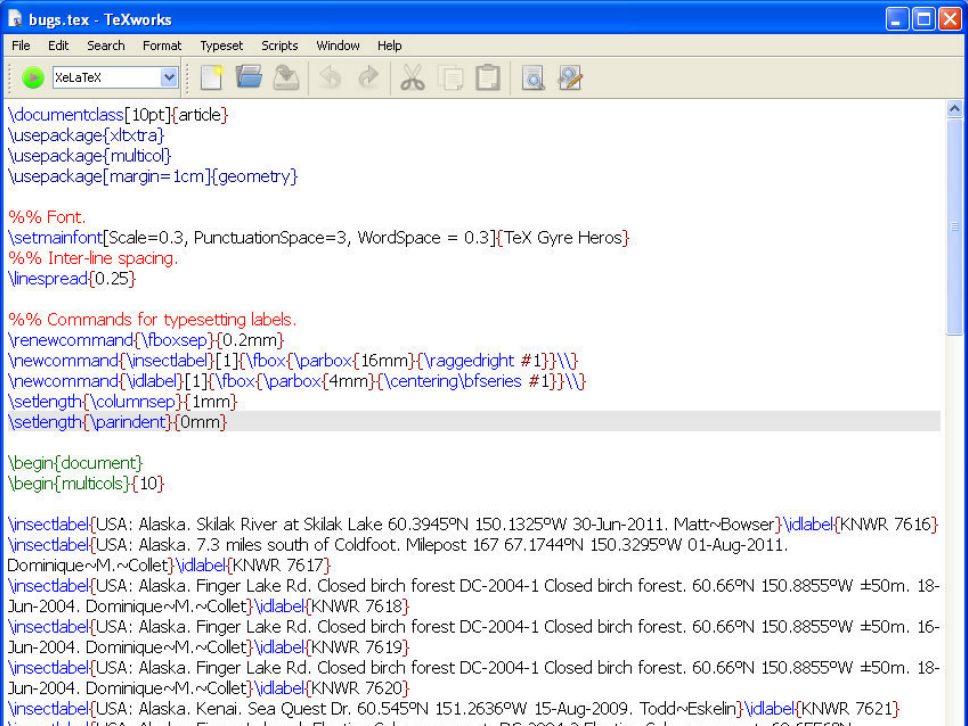 bugs.tex - TeXworks
File Edit Search Format Typeset Scripts Window Help
XeLaTeX
\documentclass[10pt]{article}
\usepackage{xltxtra}
\usepackage{multicol}
\usepackage[margin=1cm]{geometry}
%% Font.
\setmainfont[Scale=0.3, PunctuationSpace=3, WordSpace = 0.3]{TeX Gyre Heros}
%% Inter-line spacing.
\linespread{0.25}
%% Commands for typesetting labels.
\renewcommand{\fboxsep}{0.2mm}
\newcommand{\insectlabel}[1]{\fbox{\parbox{16mm}{\raggedright #1}}\\}
\newcommand{\idlabel}[1]{\fbox{\parbox{4mm}{\centering\bfseries #1}}\\}
\setlength{\columnsep}{1mm}
\setlength{\parindent}{0mm}
\begin{document}
\begin{multicols}{10}
\insectlabel{USA: Alaska. Skilak River at Skilak Lake 60.3945ºN 150.1325ºW 30-Jun-2011. Matt~Bowser}\idlabel{KNWR 7616}
\insectlabel{USA: Alaska. 7.3 miles south of Coldfoot. Milepost 167 67.1744ºN 150.3295ºW 01-Aug-2011.
Dominique~M.~Collet}\idlabel{KNWR 7617}
\insectlabel{USA: Alaska. Finger Lake Rd. Closed birch forest DC-2004-1 Closed birch forest. 60.66ºN 150.8855ºW ±50m. 18-
Jun-2004. Dominique~M.~Collet}\idlabel{KNWR 7618}
\insectlabel{USA: Alaska. Finger Lake Rd. Closed birch forest DC-2004-1 Closed birch forest. 60.66ºN 150.8855ºW ±50m. 16-
Jun-2004. Dominique~M.~Collet}\idlabel{KNWR 7619}
\insectlabel{USA: Alaska. Finger Lake Rd. Closed birch forest DC-2004-1 Closed birch forest. 60.66ºN 150.8855ºW ±50m. 18-
Jun-2004. Dominique~M.~Collet}\idlabel{KNWR 7620}
\insectlabel{USA: Alaska. Kenai. Sea Quest Dr. 60.545ºN 151.2636ºW 15-Aug-2009. Todd~Eskelin}\idlabel{KNWR 7621}